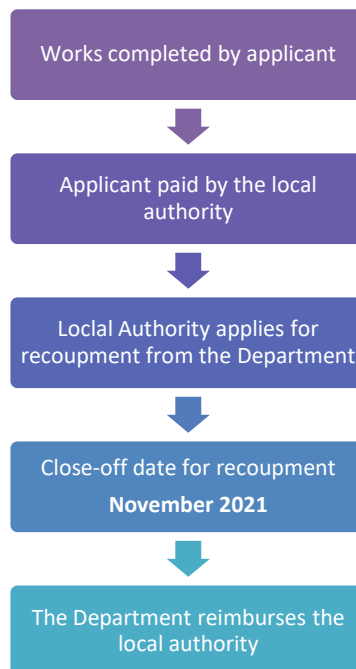 Works completed by applicant
Applicant paid by the local
authority
Loclal Authority applies for
recoupment from the Department
Close-off date for recoupment
November 2021
The Department reimburses the
local authority